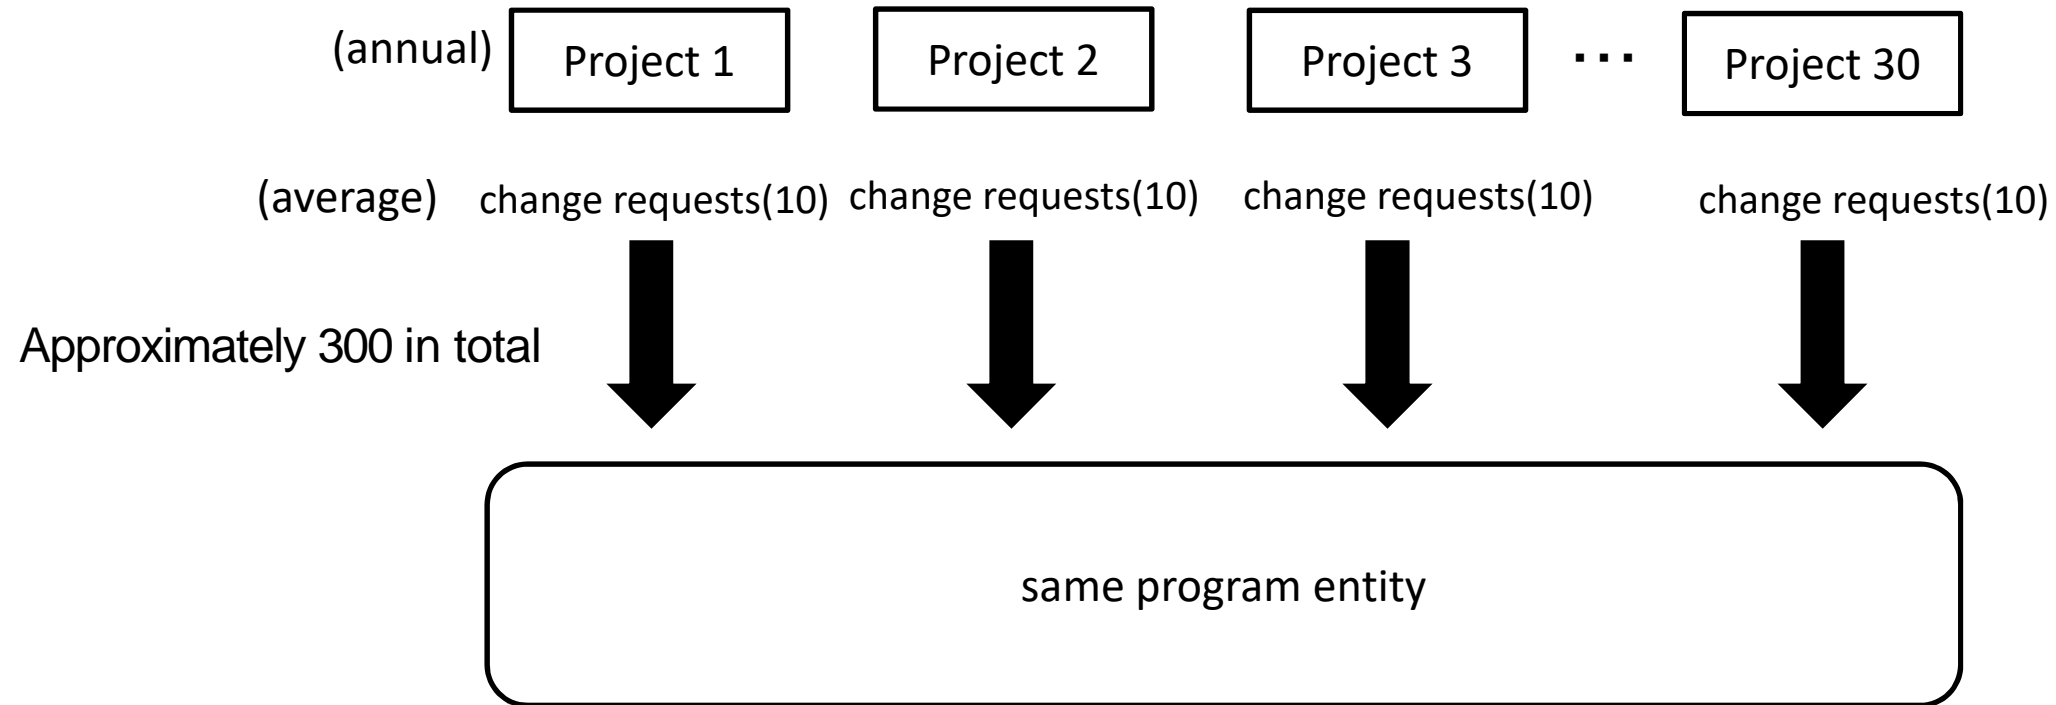 (annual) Project 1 Project 2 Project 3 ... Project 30
(average) change requests(10) change requests(10) change requests(10) change requests(10)
Approximately 300 in total
same program entity